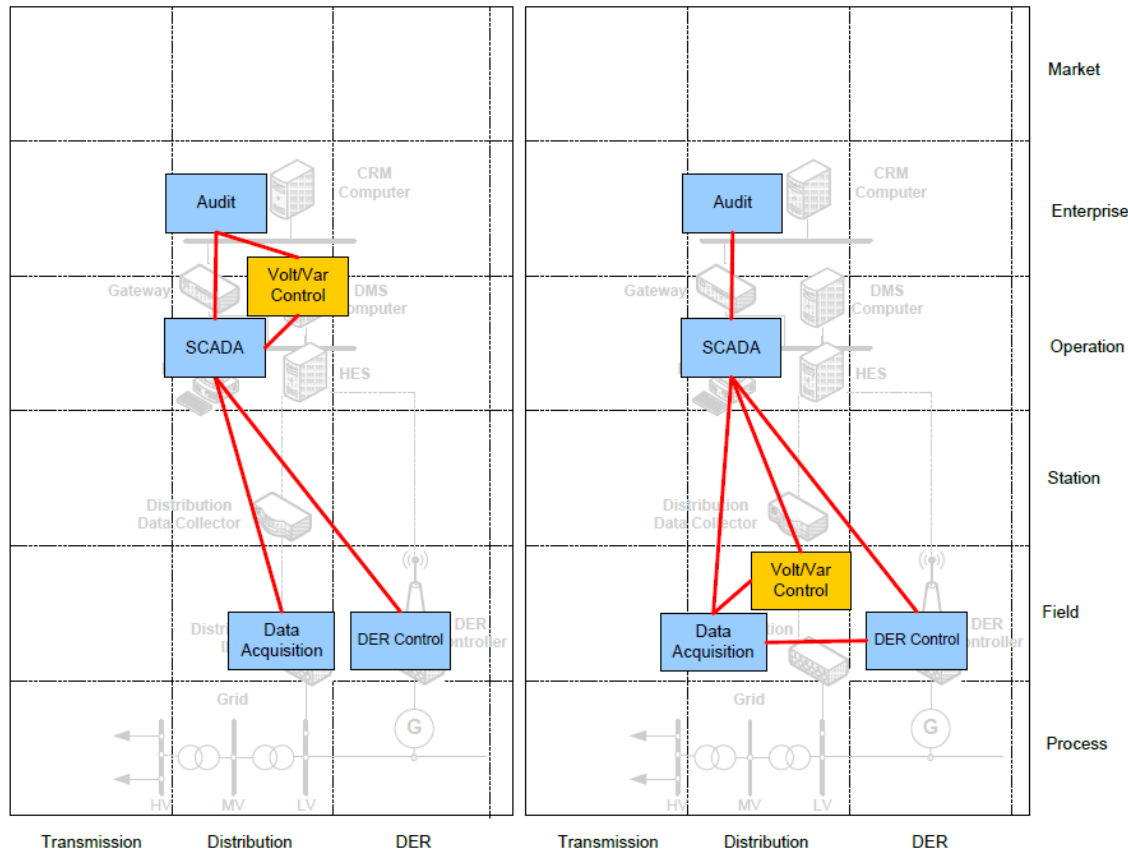 Market
CRM
Computer
Audit
CRM
Computer
Audit
Enterprise
Volt/Var
Control
Gateway
DMS
omputer
SCADA
HES
Gateway
DMS
Computer
SCADA
HES
Operation
Distribution
Data Collector
Distribution
Data Collector
Station
Volt/Var
Control
Data
Acquisition
DER Control
DER
Data
Acquisition
DER Control
DER
Field
Grid
G
HV
MV
LV
Grid
G
HV
MV
LV
Process
Transmission
Distribution
DER
Transmission
Distribution
DER